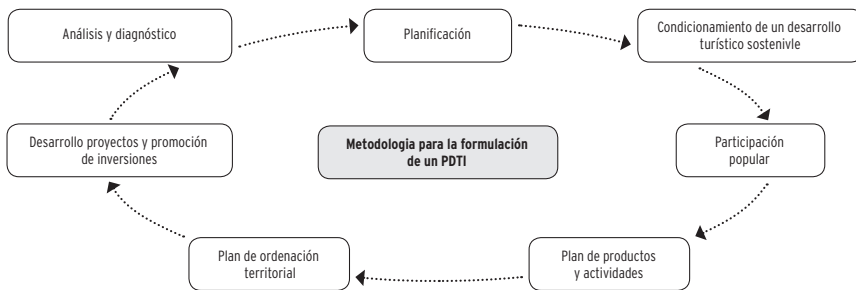 Análisis y diagnóstico
Planificación
Condicionamiento de un desarrollo
turístico sostenivle
Desarrollo proyectos y promoción
de inversiones
Metodologia para la formulación
de un PDTI
Participación
popular
Plan de ordenación
territorial
Plan de productos
y actividades